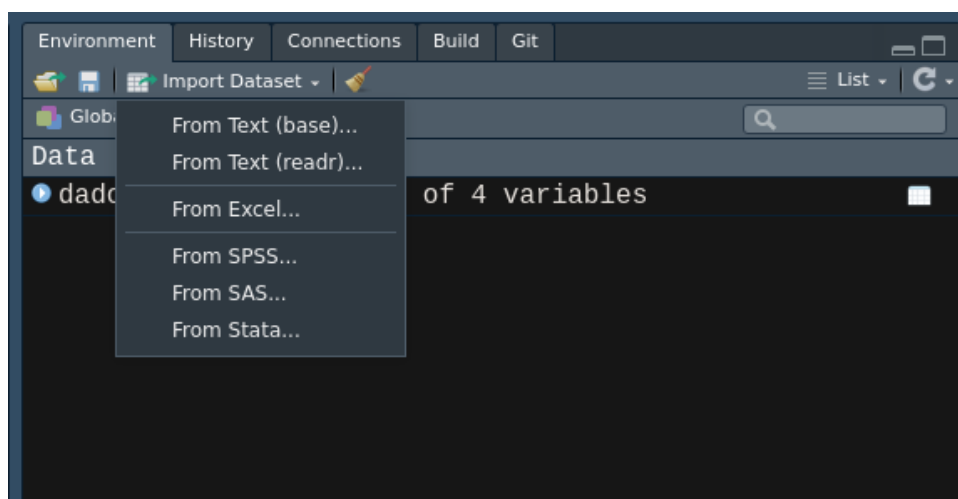 Environment History Connections Build Git
Import Dataset List
From Text (base)...
Data
From Text (readr)...
of 4 variables
From Excel...
From SPSS...
From SAS...
From Stata...